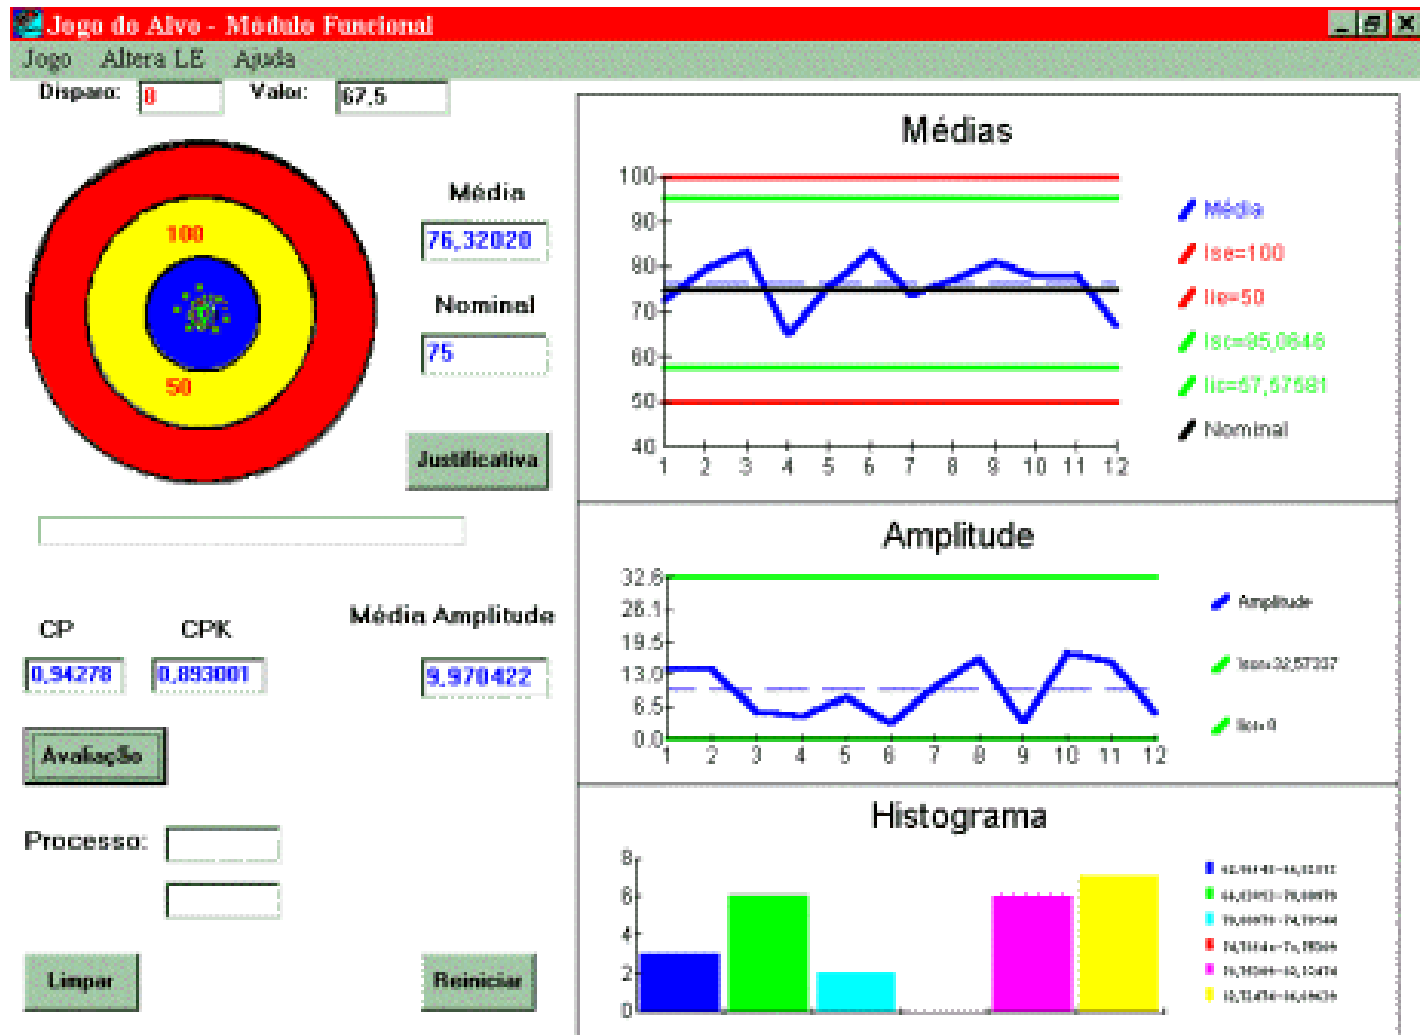 Jogo do Alvo - Módulo Funcional
Jogo Altera LE Ajuda
Disparo: 0 Valor: 67,5
100
50
Média
76,32020
Nominal
75
Justificativa
CP CPK Média Amplitude
0,94278 0,893001 9,970422
Avaliação
Processo:
Limpar Reiniciar
Médias
100
90
80
70
60
50
40
1 2 3 4 5 6 7 8 9 10 11 12
Média
lse=100
lie=50
lsc=95,0646
lic=57,57581
Nominal
Amplitude
32.6
26.1
19.5
13.0
6.5
0.0
1 2 3 4 5 6 7 8 9 10 11 12
Amplitude
Histograma
8
6
4
2
0